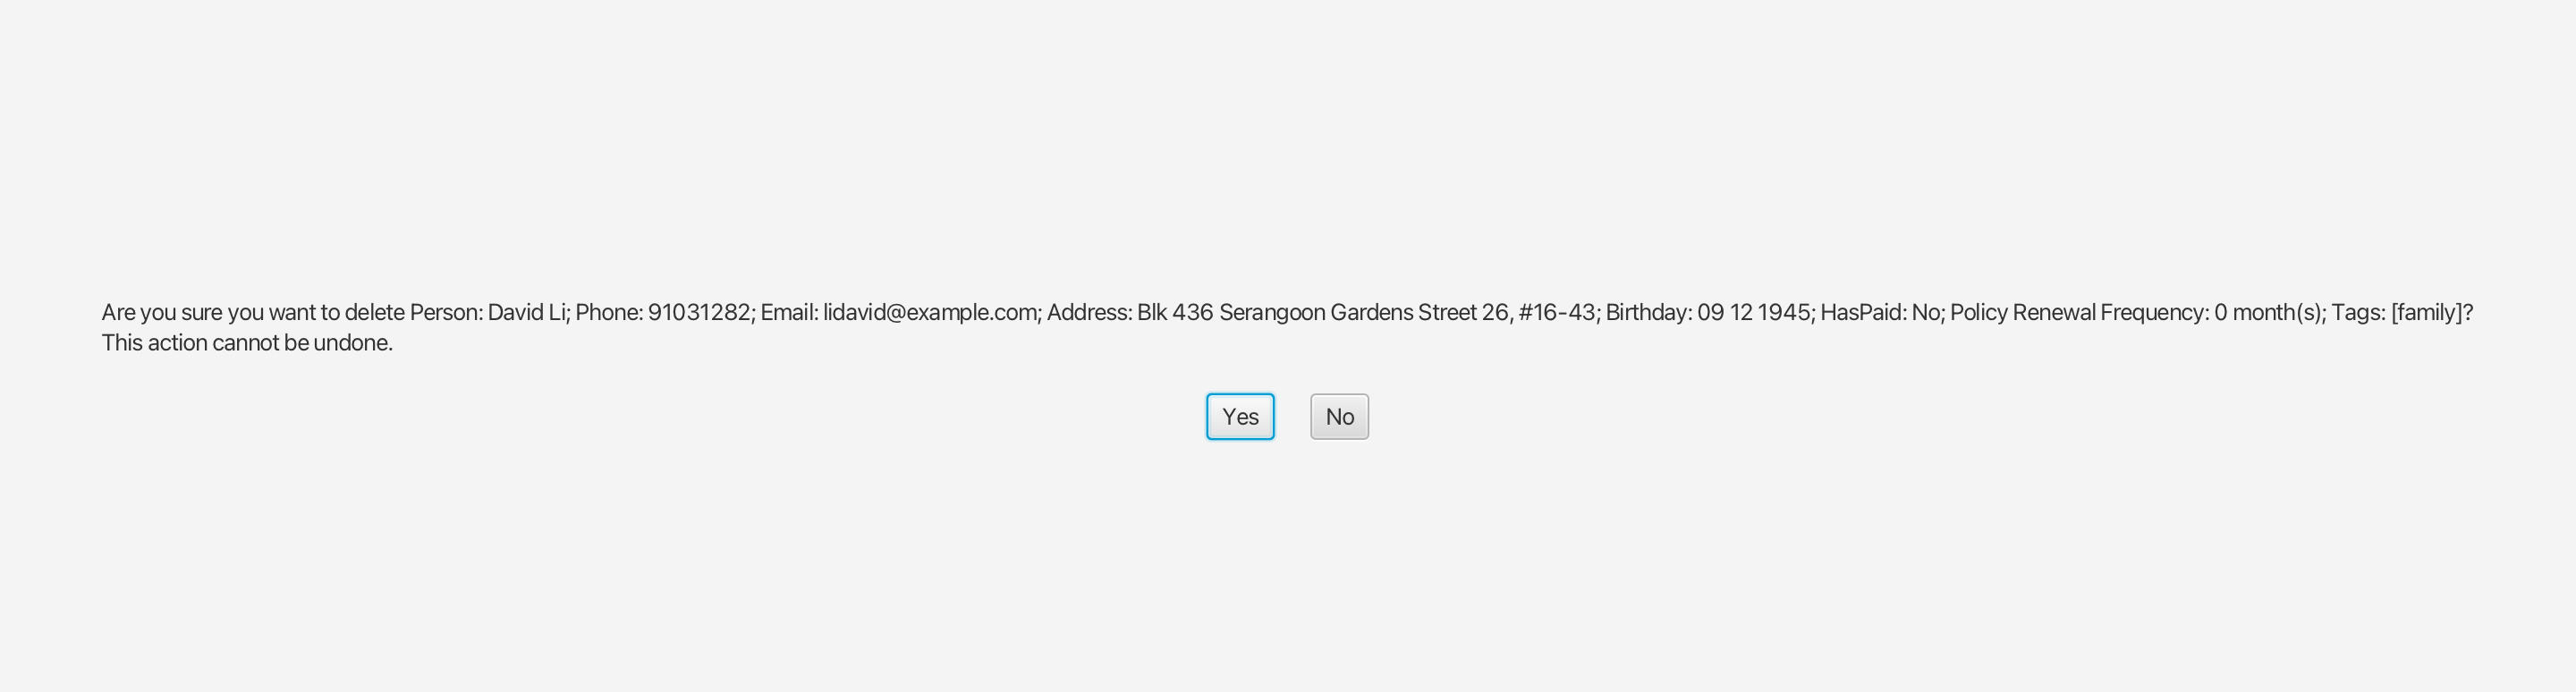 Are you sure you want to delete Person: David Li; Phone: 91031282; Email: lidavid@example.com; Address: Blk 436 Serangoon Gardens Street 26, #16-43; Birthday: 09 12 1945; HasPaid: No; Policy Renewal Frequency: 0 month(s); Tags: [family]?
This action cannot be undone.
Yes No